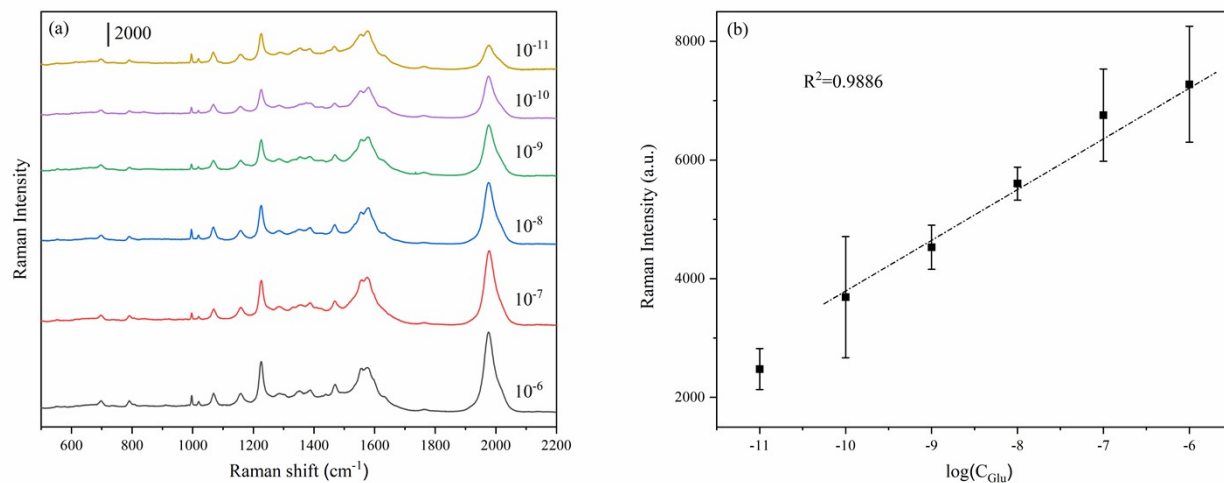 (a)
2000
10-11
10-10
10-9
10-8
10-7
10-6
Raman Intensity
600 800 1000 1200 1400 1600 1800 2000 2200
Raman shift (cm-1)
(b)
R2=0.9886
8000
6000
4000
2000
Raman Intensity (a.u.)
-11 -10 -9 -8 -7 -6
log(CGlu)